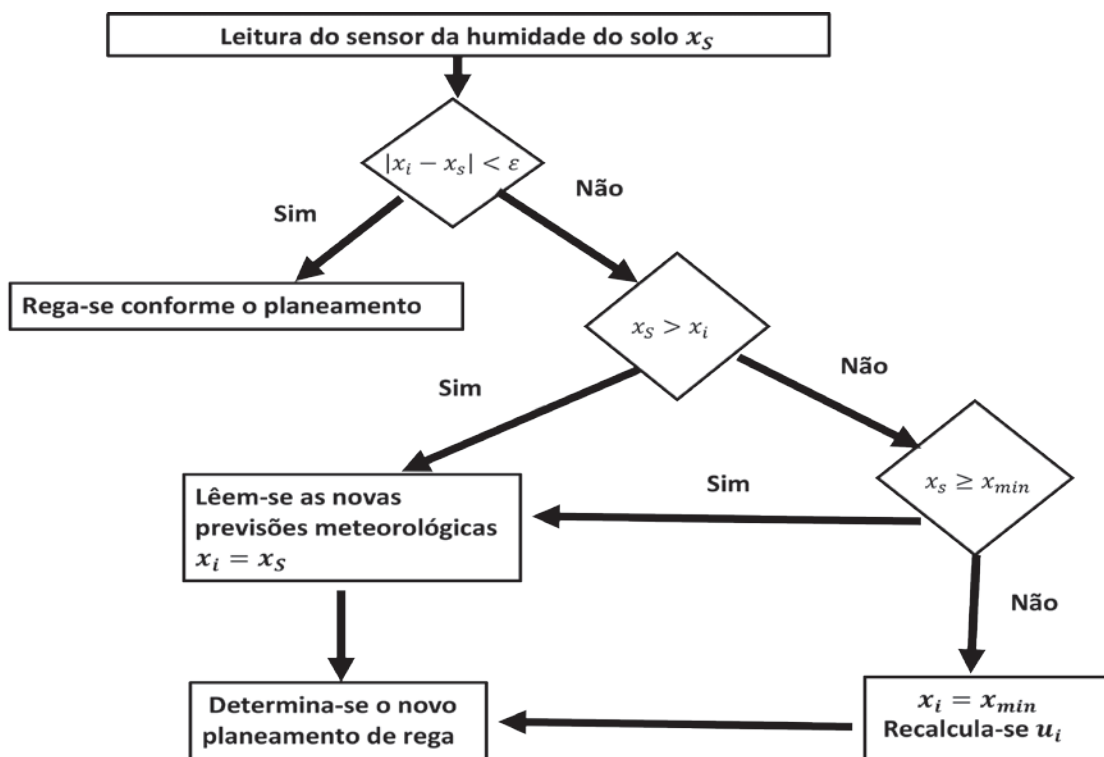 Leitura do sensor da humidade do solo x_S
|x_i − x_s| < ε
Não
Sim
Rega-se conforme o planeamento
x_S > x_i
Sim
Não
x_s ≥ x_min
Sim
Lêem-se as novas
previsões meteorológicas
x_i = x_S
Não
Determina-se o novo
planeamento de rega
x_i = x_min
Recalcula-se u_i